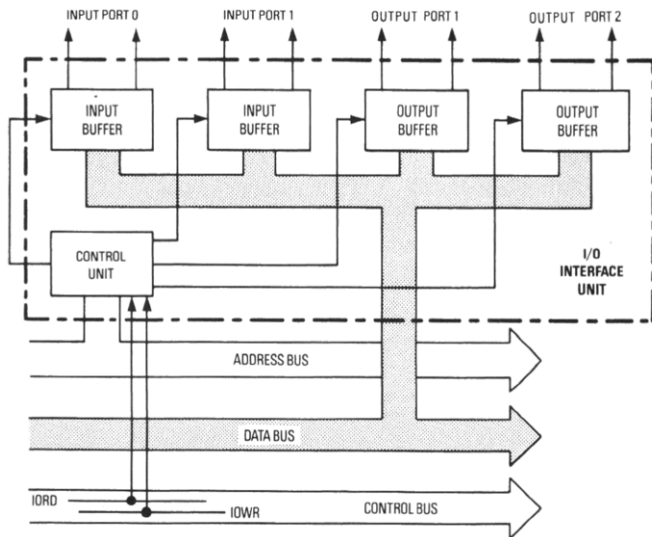 INPUT PORT 0
INPUT PORT 1
OUTPUT PORT 1
OUTPUT PORT 2
INPUT
BUFFER
INPUT
BUFFER
OUTPUT
BUFFER
OUTPUT
BUFFER
CONTROL
UNIT
I/O
INTERFACE
UNIT
ADDRESS BUS
DATA BUS
IORD
IOWR
CONTROL BUS